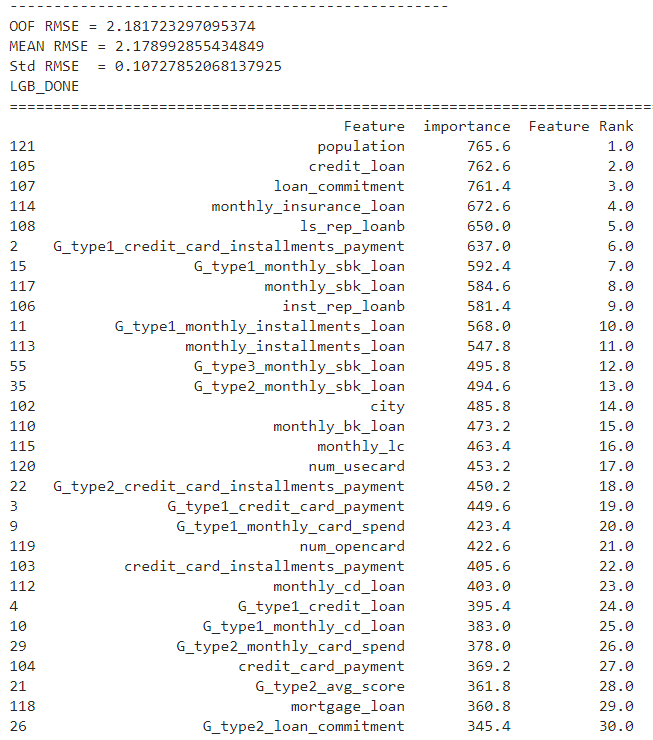 --------------------------------------------------
OOF RMSE = 2.181723297095374
MEAN RMSE = 2.178992855434849
Std RMSE  = 0.10727852068137925
LGB_DONE
==========================================================================
Feature  importance  Feature Rank
121 population 765.6 1.0
105 credit_loan 762.6 2.0
107 loan_commitment 761.4 3.0
114 monthly_insurance_loan 672.6 4.0
108 ls_rep_loanb 650.0 5.0
2 G_type1_credit_card_installments_payment 637.0 6.0
15 G_type1_monthly_sbk_loan 592.4 7.0
117 monthly_sbk_loan 584.6 8.0
106 inst_rep_loanb 581.4 9.0
11 G_type1_monthly_installments_loan 568.0 10.0
113 monthly_installments_loan 547.8 11.0
55 G_type3_monthly_sbk_loan 495.8 12.0
35 G_type2_monthly_sbk_loan 494.6 13.0
102 city 485.8 14.0
110 monthly_bk_loan 473.2 15.0
115 monthly_lc 463.4 16.0
120 num_usecard 453.2 17.0
22 G_type2_credit_card_installments_payment 450.2 18.0
3 G_type1_credit_card_payment 449.6 19.0
9 G_type1_monthly_card_spend 423.4 20.0
119 num_opencard 422.6 21.0
103 credit_card_installments_payment 405.6 22.0
112 monthly_cd_loan 403.0 23.0
4 G_type1_credit_loan 395.4 24.0
10 G_type1_monthly_cd_loan 383.0 25.0
29 G_type2_monthly_card_spend 378.0 26.0
104 credit_card_payment 369.2 27.0
21 G_type2_avg_score 361.8 28.0
118 mortgage_loan 360.8 29.0
26 G_type2_loan_commitment 345.4 30.0